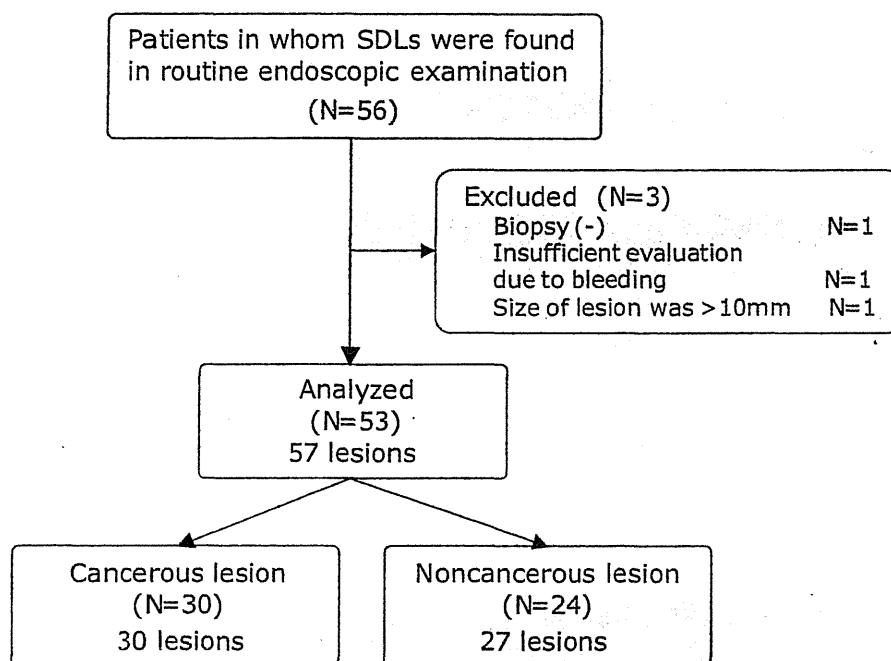 Patients in whom SDLs were found
in routine endoscopic examination
(N=56)
Excluded (N=3)
Biopsy (-) N=1
Insufficient evaluation
due to bleeding N=1
Size of lesion was >10mm N=1
Analyzed
(N=53)
57 lesions
Cancerous lesion
(N=30)
30 lesions
Noncancerous lesion
(N=24)
27 lesions